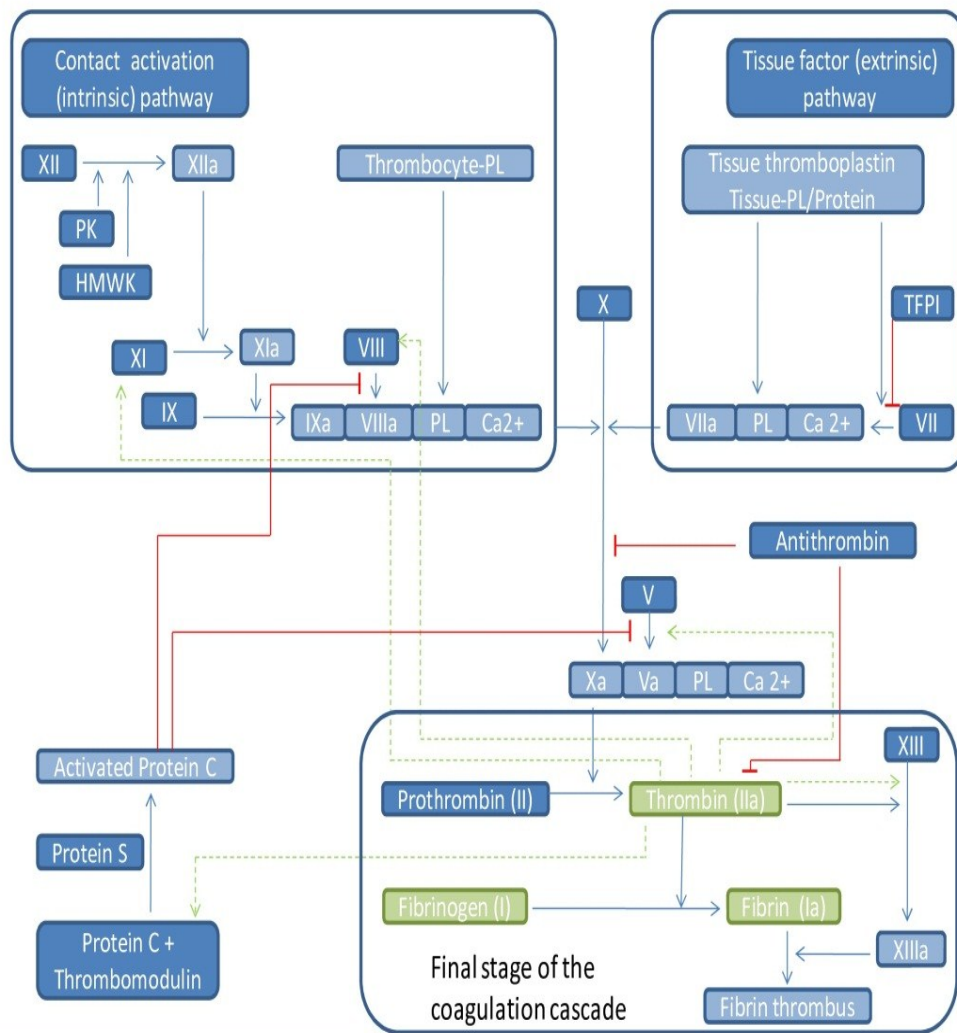 Contact activation
(intrinsic) pathway
Tissue factor (extrinsic)
pathway
XII
XIIa
Thrombocyte-PL
Tissue thromboplastin
Tissue-PL/Protein
PK
HMWK
X
TFPI
XI
XIa
VIII
IX
IXa
VIIIa
PL
Ca2+
VIIa
PL
Ca 2+
VII
Antithrombin
V
Xa
Va
PL
Ca 2+
Activated Protein C
XIII
Prothrombin (II)
Thrombin (IIa)
Protein S
Fibrinogen (I)
Fibrin (Ia)
Protein C +
Thrombomodulin
XIIIa
Final stage of the
coagulation cascade
Fibrin thrombus